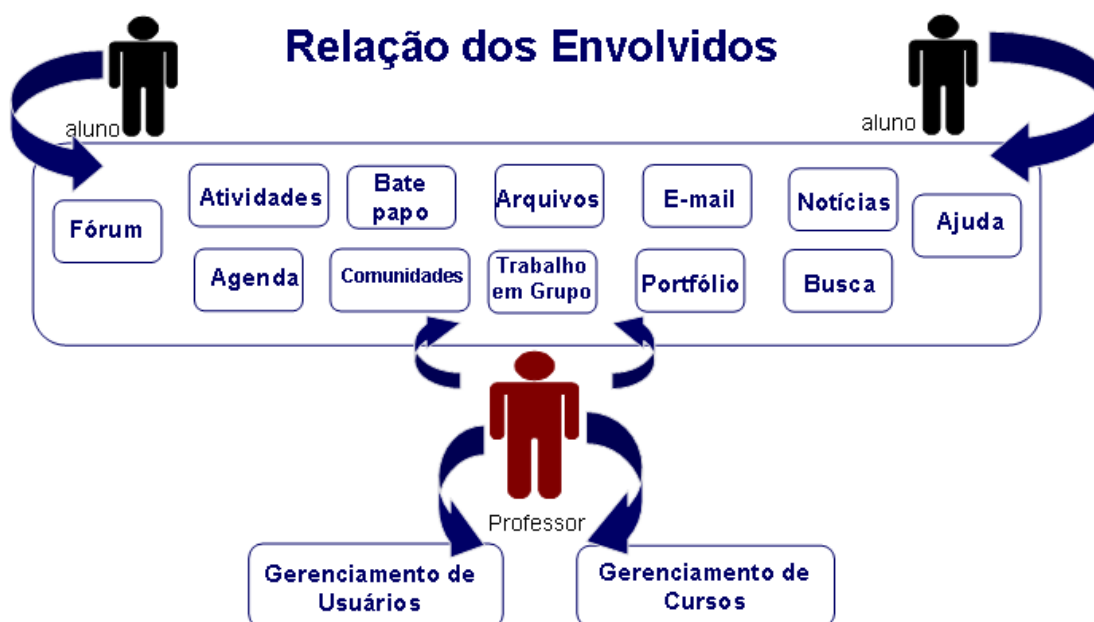 Relação dos Envolvidos
aluno
aluno
Fórum
Atividades
Bate
papo
Arquivos
E-mail
Notícias
Ajuda
Agenda
Comunidades
Trabalho
em Grupo
Portfólio
Busca
Professor
Gerenciamento de
Usuários
Gerenciamento de
Cursos